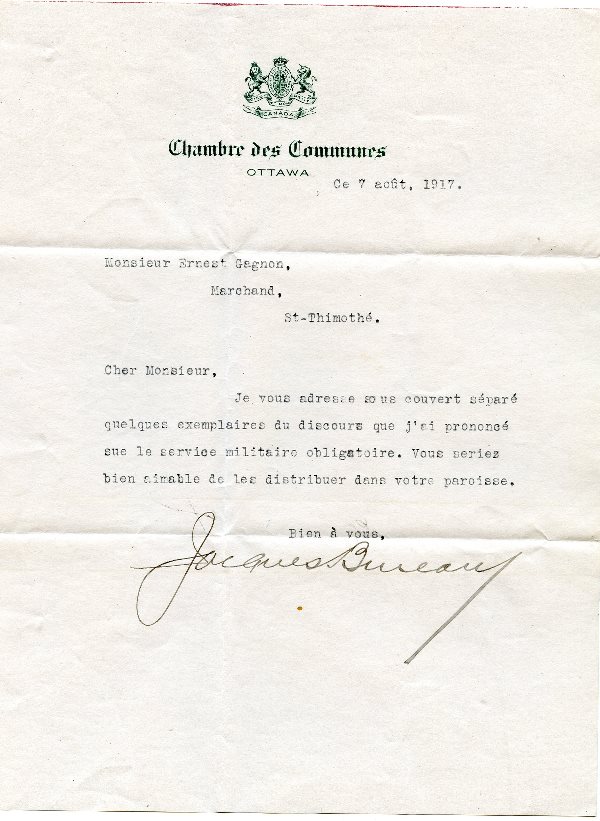 CANADA
Chambre des Communes
OTTAWA
Ce 7 août, 1917.
Monsieur Ernest Gagnon,
Marchand,
St-Thimothé.
Cher Monsieur,
Je vous adresse sous couvert séparé
quelques exemplaires du discours que j'ai prononcé
sue le service militaire obligatoire. Vous seriez
bien aimable de les distribuer dans votre paroisse.
Bien à vous,
Jacques Bureau